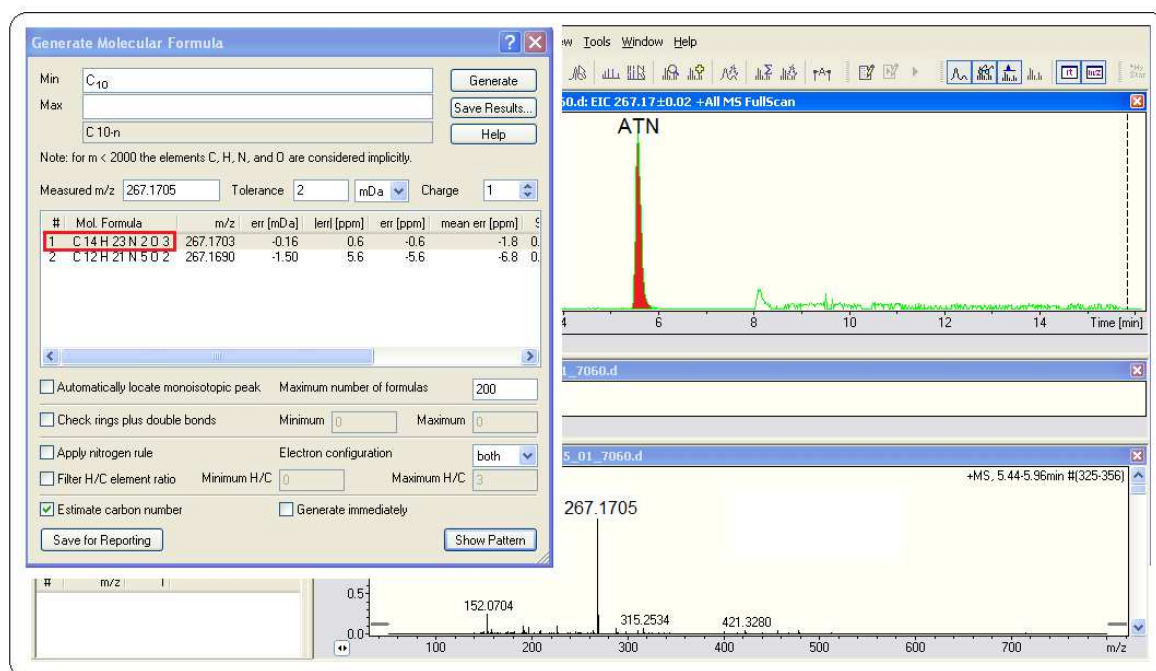 Generate Molecular Formula
Min C10
Generate
Max
Save Results...
C 10-n
Help
Note: for m < 2000 the elements C, H, N, and O are considered implicitly.
Measured m/z 267.1705 Tolerance 2 mDa Charge 1
# Mol. Formula m/z err [mDa] |err| [ppm] err [ppm] mean err [ppm]
1 C 14 H 23 N 2 O 3 267.1703 -0.16 0.6 -0.6 -1.8 0.
2 C 12 H 21 N 5 O 2 267.1690 -1.50 5.6 -5.6 -6.8 0.
Automatically locate monoisotopic peak Maximum number of formulas 200
Check rings plus double bonds Minimum 0 Maximum 0
Apply nitrogen rule Electron configuration both
Filter H/C element ratio Minimum H/C 0 Maximum H/C 3
Estimate carbon number Generate immediately
Save for Reporting Show Pattern
# m/z I
Tools Window Help
rt m/z
60.d: EIC 267.17±0.02 +All MS FullScan
ATN
4 6 8 10 12 14 Time [min]
1_7060.d
5_01_7060.d
+MS, 5.44-5.96min #(325-356)
267.1705
0.5
152.0704
315.2534
421.3280
0.0
100 200 300 400 500 600 700 m/z